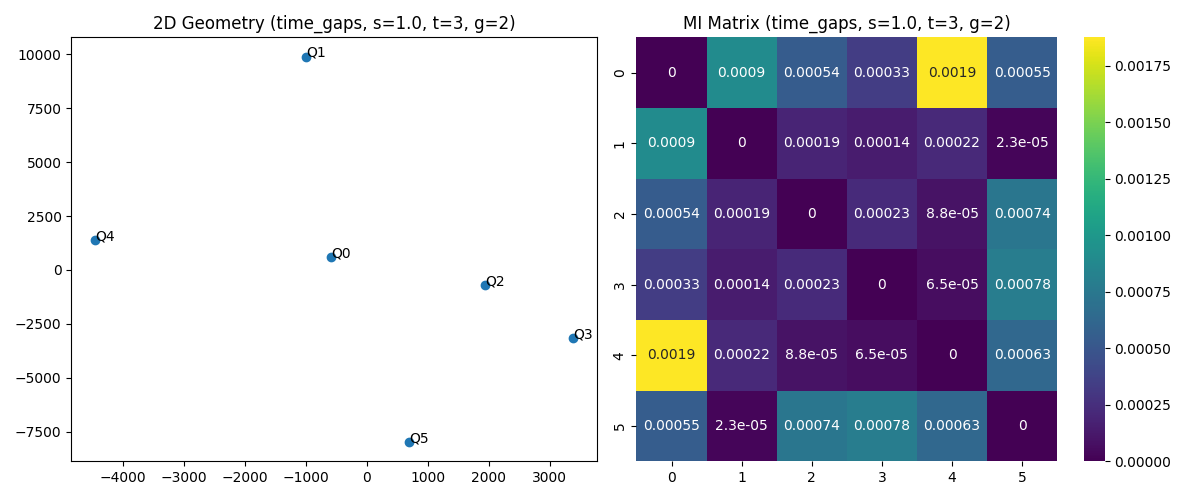 2D Geometry (time_gaps, s=1.0, t=3, g=2)
10000
7500
5000
2500
0
−2500
−5000
−7500
−4000 −3000 −2000 −1000 0 1000 2000 3000
Q1
Q4
Q0
Q2
Q3
Q5
MI Matrix (time_gaps, s=1.0, t=3, g=2)
0 0 0.0009 0.00054 0.00033 0.0019 0.00055
1 0.0009 0 0.00019 0.00014 0.00022 2.3e-05
2 0.00054 0.00019 0 0.00023 8.8e-05 0.00074
3 0.00033 0.00014 0.00023 0 6.5e-05 0.00078
4 0.0019 0.00022 8.8e-05 6.5e-05 0 0.00063
5 0.00055 2.3e-05 0.00074 0.00078 0.00063 0
0 1 2 3 4 5
0.00175
0.00150
0.00125
0.00100
0.00075
0.00050
0.00025
0.00000